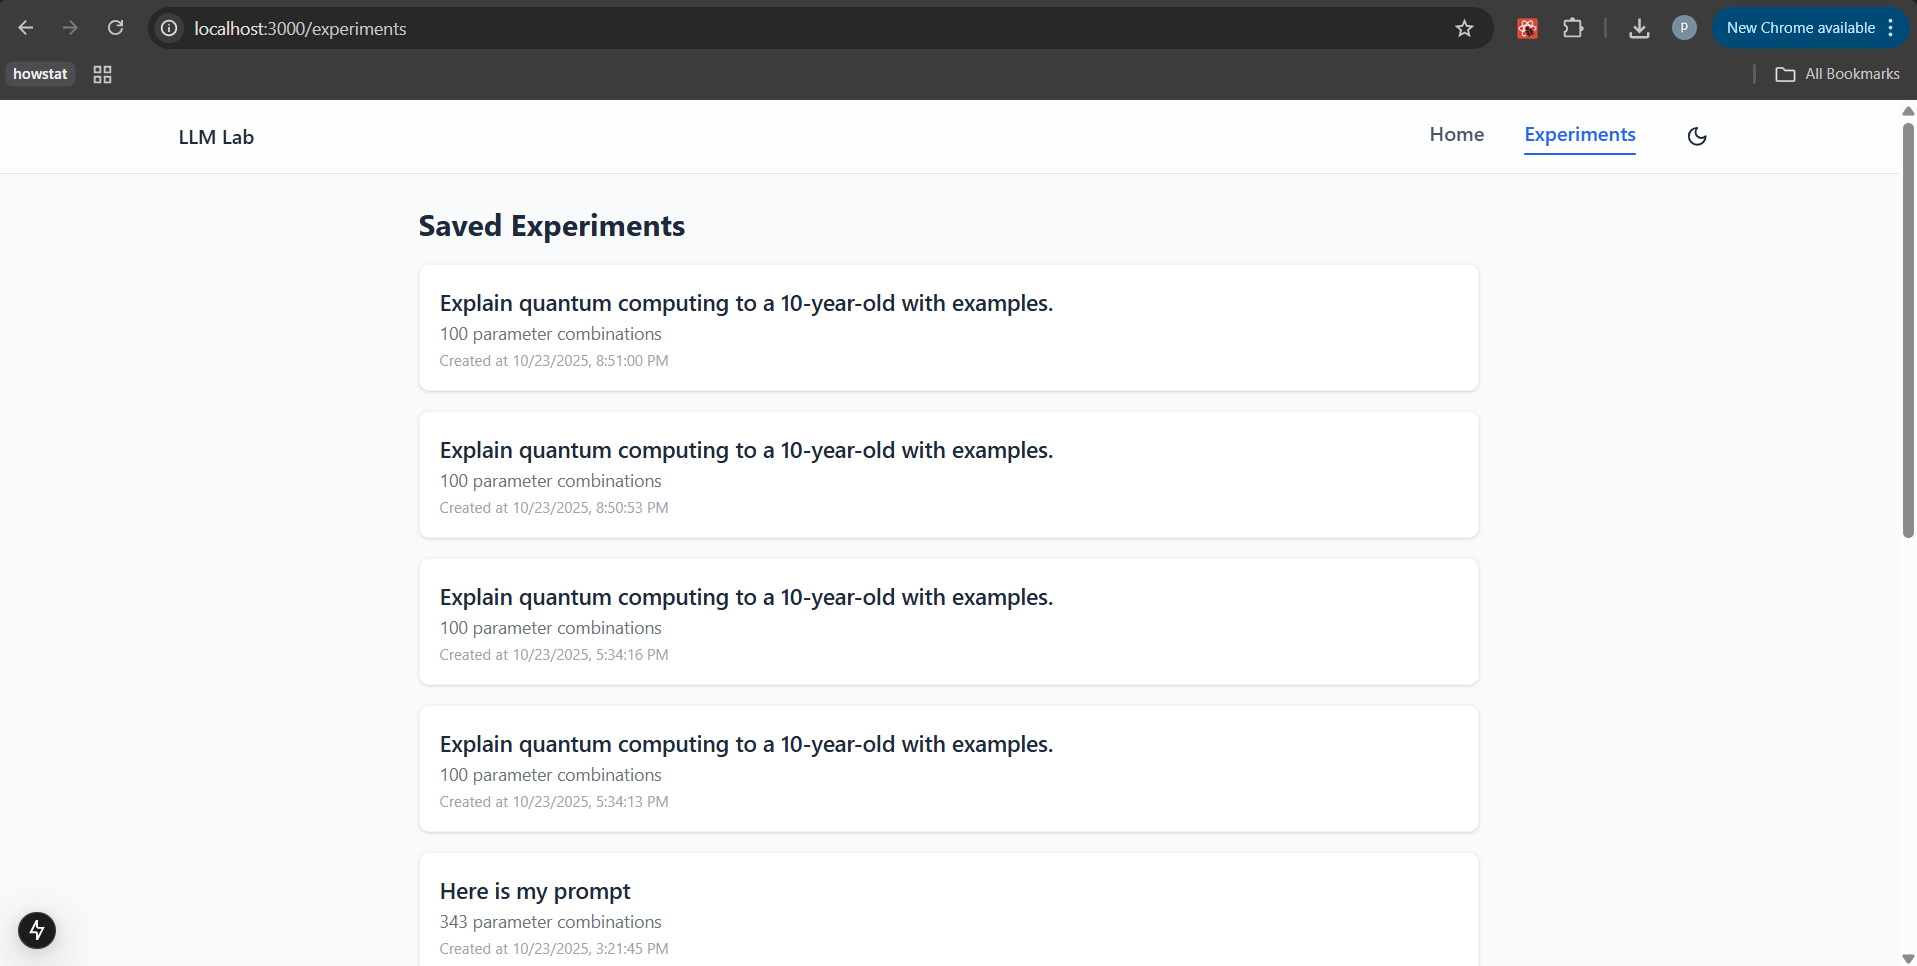 localhost:3000/experiments
P
New Chrome available
howstat
All Bookmarks
LLM Lab
Home
Experiments
Saved Experiments
Explain quantum computing to a 10-year-old with examples.
100 parameter combinations
Created at 10/23/2025, 8:51:00 PM
Explain quantum computing to a 10-year-old with examples.
100 parameter combinations
Created at 10/23/2025, 8:50:53 PM
Explain quantum computing to a 10-year-old with examples.
100 parameter combinations
Created at 10/23/2025, 5:34:16 PM
Explain quantum computing to a 10-year-old with examples.
100 parameter combinations
Created at 10/23/2025, 5:34:13 PM
Here is my prompt
343 parameter combinations
Created at 10/23/2025, 3:21:45 PM